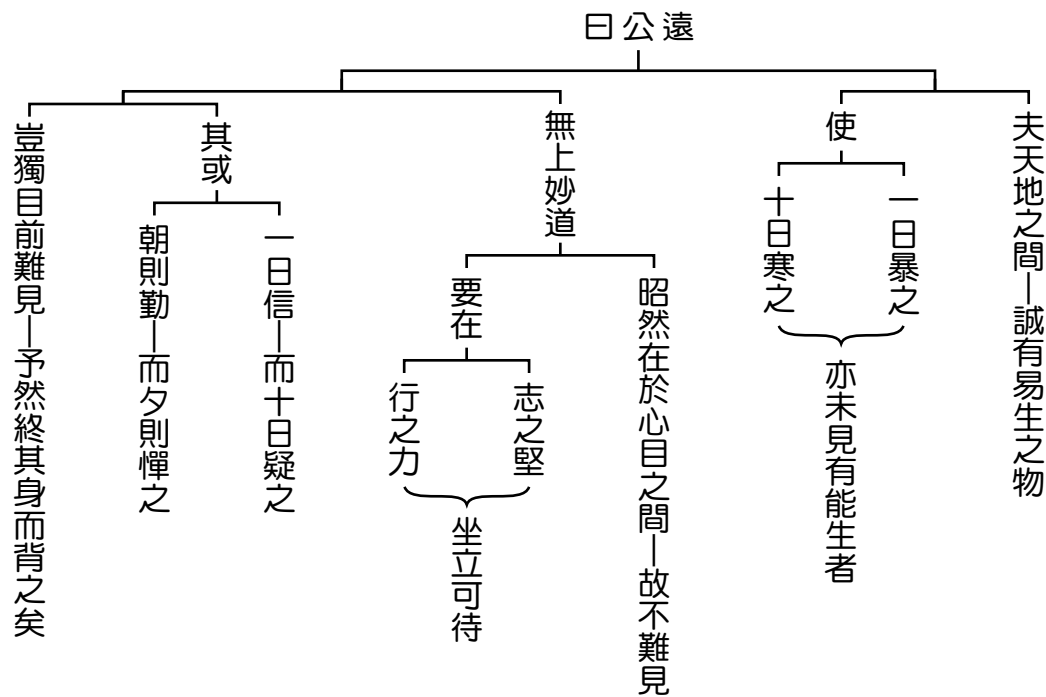 遠公曰
夫天地之間—誠有易生之物
使
一日暴之
十日寒之
亦未見有能生者
無上妙道
昭然在於心目之間—故不難見
要在
志之堅
行之力
坐立可待
其或
一日信—而十日疑之
朝則勤—而夕則憚之
豈獨目前難見—予然終其身而背之矣